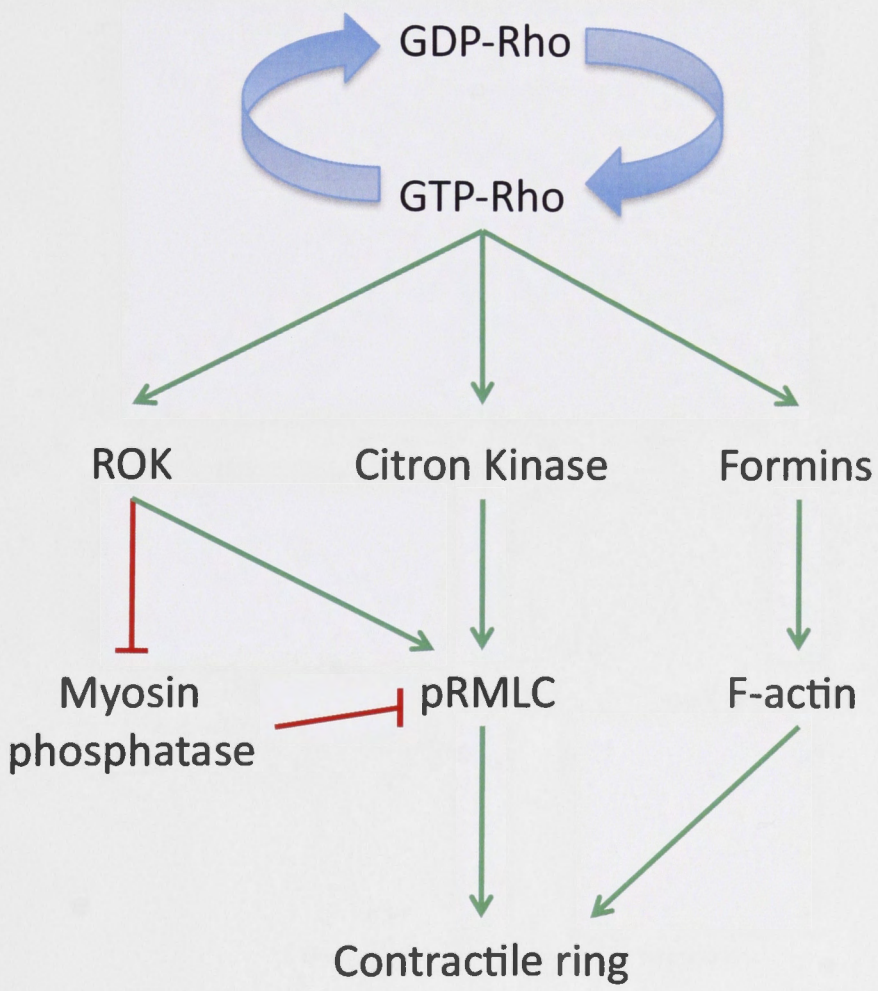 GDP-Rho
GTP-Rho
ROK
Citron Kinase
Formins
Myosin
phosphatase
pRMLC
F-actin
Contractile ring